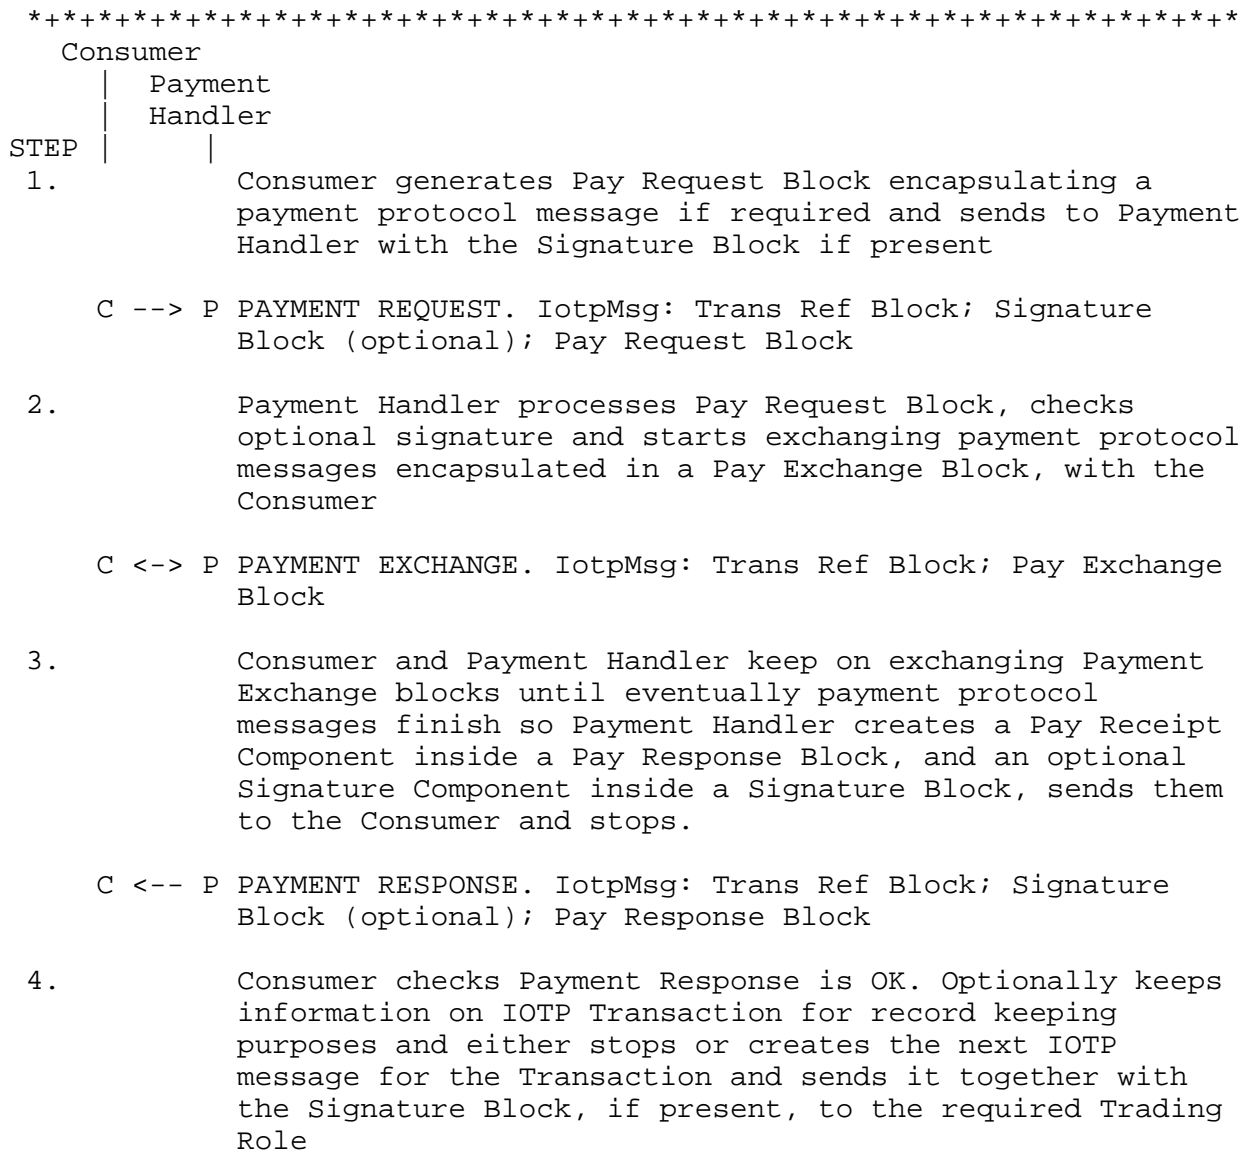 *+*+*+*+*+*+*+*+*+*+*+*+*+*+*+*+*+*+*+*+*+*+*+*+*+*+*+*+*+*+*+*+*+*+*
Consumer
| Payment
| Handler
STEP | |
1. Consumer generates Pay Request Block encapsulating a
payment protocol message if required and sends to Payment
Handler with the Signature Block if present
C --> P PAYMENT REQUEST. IotpMsg: Trans Ref Block; Signature
Block (optional); Pay Request Block
2. Payment Handler processes Pay Request Block, checks
optional signature and starts exchanging payment protocol
messages encapsulated in a Pay Exchange Block, with the
Consumer
C <-> P PAYMENT EXCHANGE. IotpMsg: Trans Ref Block; Pay Exchange
Block
3. Consumer and Payment Handler keep on exchanging Payment
Exchange blocks until eventually payment protocol
messages finish so Payment Handler creates a Pay Receipt
Component inside a Pay Response Block, and an optional
Signature Component inside a Signature Block, sends them
to the Consumer and stops.
C <-- P PAYMENT RESPONSE. IotpMsg: Trans Ref Block; Signature
Block (optional); Pay Response Block
4. Consumer checks Payment Response is OK. Optionally keeps
information on IOTP Transaction for record keeping
purposes and either stops or creates the next IOTP
message for the Transaction and sends it together with
the Signature Block, if present, to the required Trading
Role